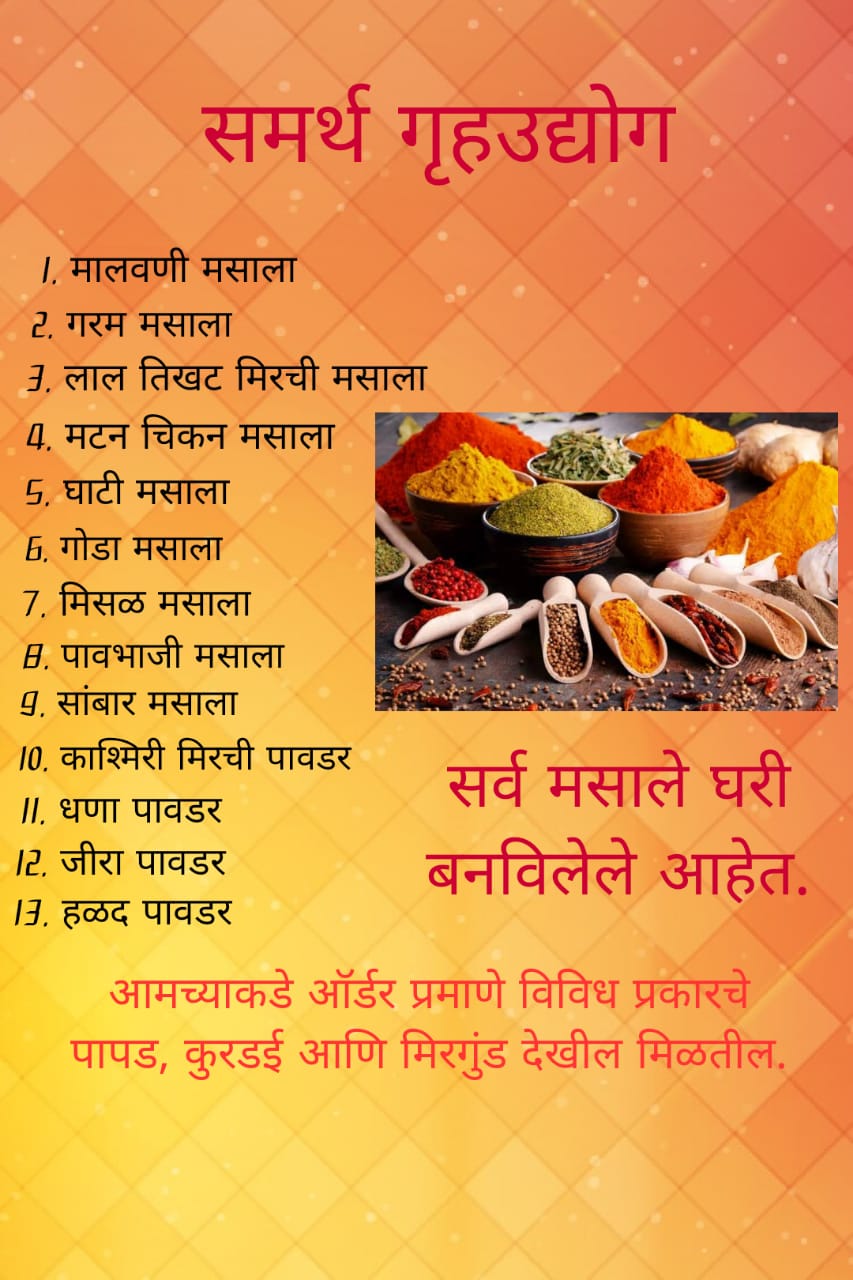 समर्थ गृहउद्योग
1. मालवणी मसाला
2. गरम मसाला
3. लाल तिखट मिरची मसाला
4. मटन चिकन मसाला
5. घाटी मसाला
6. गोडा मसाला
7. मिसळ मसाला
8. पावभाजी मसाला
9. सांबार मसाला
10. काश्मिरी मिरची पावडर
11. धणा पावडर
12. जीरा पावडर
13. हळद पावडर
सर्व मसाले घरी
बनविलेले आहेत.
आमच्याकडे ऑर्डर प्रमाणे विविध प्रकारचे
पापड, कुरडई आणि मिरगुंड देखील मिळतील.